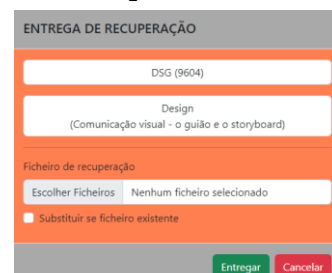 ENTREGA DE RECUPERAÇÃO
DSG (9604)
Design
(Comunicação visual - o guião e o storyboard)
Ficheiro de recuperação
Escolher Ficheiros Nenhum ficheiro selecionado
Substituir se ficheiro existente
Entregar Cancelar